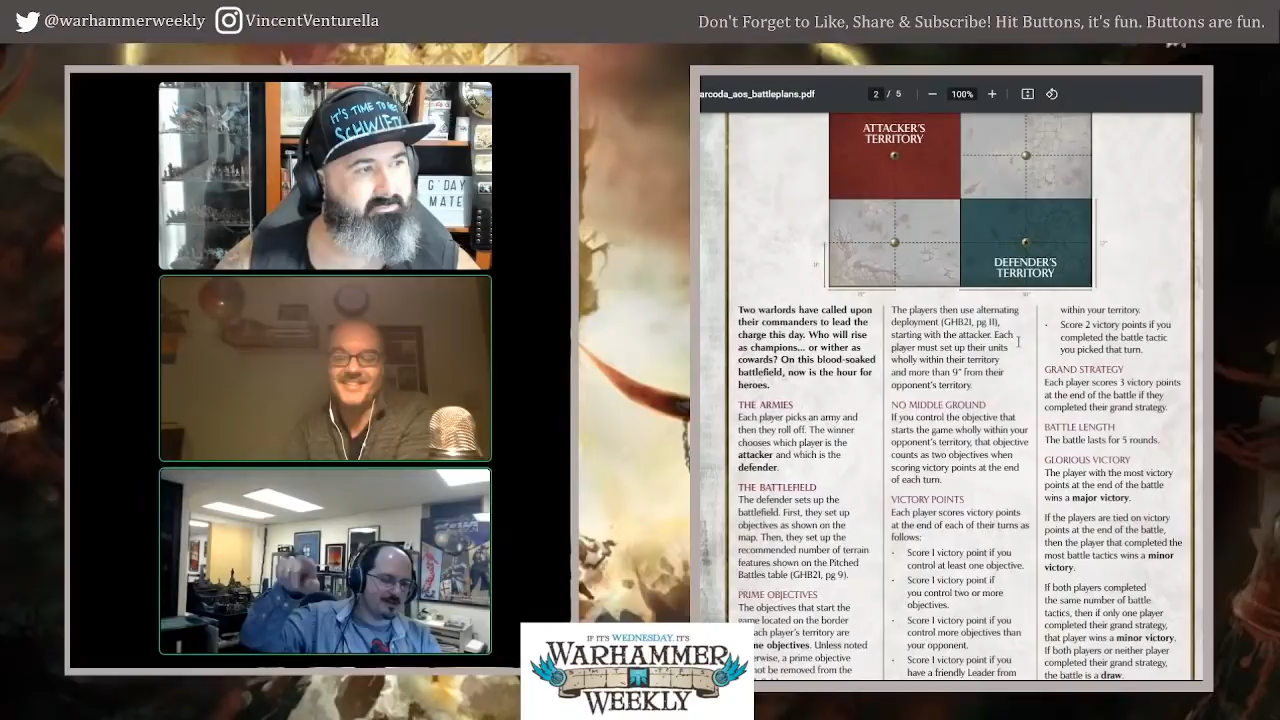 @warhammerweekly VincentVenturella
Don't Forget to Like, Share & Subscribe! Hit Buttons, it's fun. Buttons are fun.
IT'S TIME TO GET
SCHWIFTY
G'DAY
MATE
arcoda_aos_battleplans.pdf 2 / 5 — 100% +
ATTACKER'S
TERRITORY
DEFENDER'S
TERRITORY
Two warlords have called upon
their commanders to lead the
charge this day. Who will rise
as champions... or wither as
cowards? On this blood-soaked
battlefield, now is the hour for
heroes.
THE ARMIES
Each player picks an army and
then they roll off. The winner
chooses which player is the
attacker and which is the
defender.
THE BATTLEFIELD
The defender sets up the
battlefield. First, they set up
objectives as shown on the
map. Then, they set up the
recommended number of terrain
features shown on the Pitched
Battles table (GHB21, pg 9).
PRIME OBJECTIVES
The objectives that start the
game located on the border
ach player's territory are
me objectives. Unless noted
erwise, a prime objective
not be removed from the
The players then use alternating
deployment (GHB21, pg 11),
starting with the attacker. Each
player must set up their units
wholly within their territory
and more than 9" from their
opponent's territory.
NO MIDDLE GROUND
If you control the objective that
starts the game wholly within your
opponent's territory, that objective
counts as two objectives when
scoring victory points at the end
of each turn.
VICTORY POINTS
Each player scores victory points
at the end of each of their turns as
follows:
· Score 1 victory point if you
control at least one objective.
· Score 1 victory point if
you control two or more
objectives.
· Score 1 victory point if you
control more objectives than
your opponent.
· Score 1 victory point if you
have a friendly Leader from
within your territory.
· Score 2 victory points if you
completed the battle tactic
you picked that turn.
GRAND STRATEGY
Each player scores 3 victory points
at the end of the battle if they
completed their grand strategy.
BATTLE LENGTH
The battle lasts for 5 rounds.
GLORIOUS VICTORY
The player with the most victory
points at the end of the battle
wins a major victory.
If the players are tied on victory
points at the end of the battle,
then the player that completed the
most battle tactics wins a minor
victory.
If both players completed
the same number of battle
tactics, then if only one player
completed their grand strategy,
that player wins a minor victory.
If both players or neither player
completed their grand strategy,
the battle is a draw.
IF IT'S WEDNESDAY, IT'S
WARHAMMER
WEEKLY